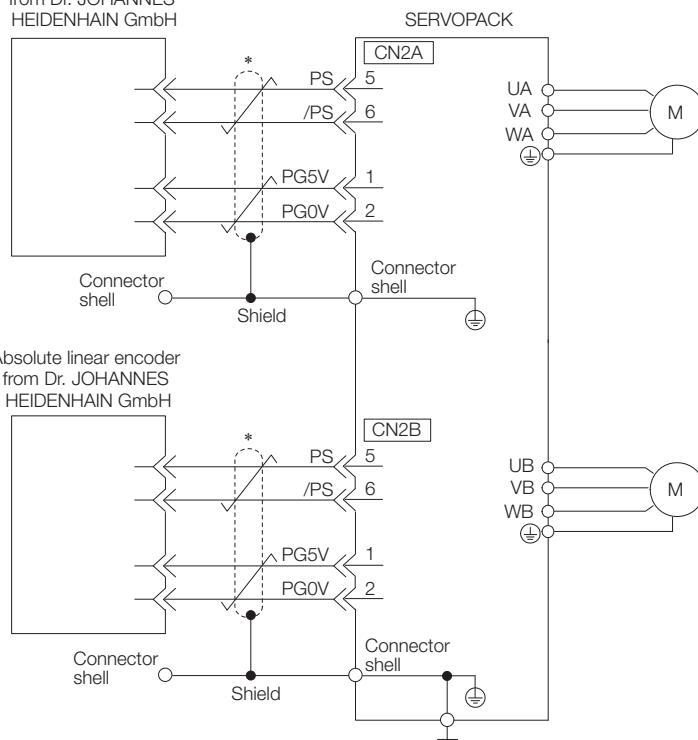 from Dr. JOHANNES
HEIDENHAIN GmbH
SERVOPACK
CN2A
*
PS 5
/PS 6
PG5V 1
PG0V 2
UA
VA
WA
M
Connector
shell
Shield
Connector
shell
Absolute linear encoder
from Dr. JOHANNES
HEIDENHAIN GmbH
CN2B
*
PS 5
/PS 6
PG5V 1
PG0V 2
UB
VB
WB
M
Connector
shell
Shield
Connector
shell